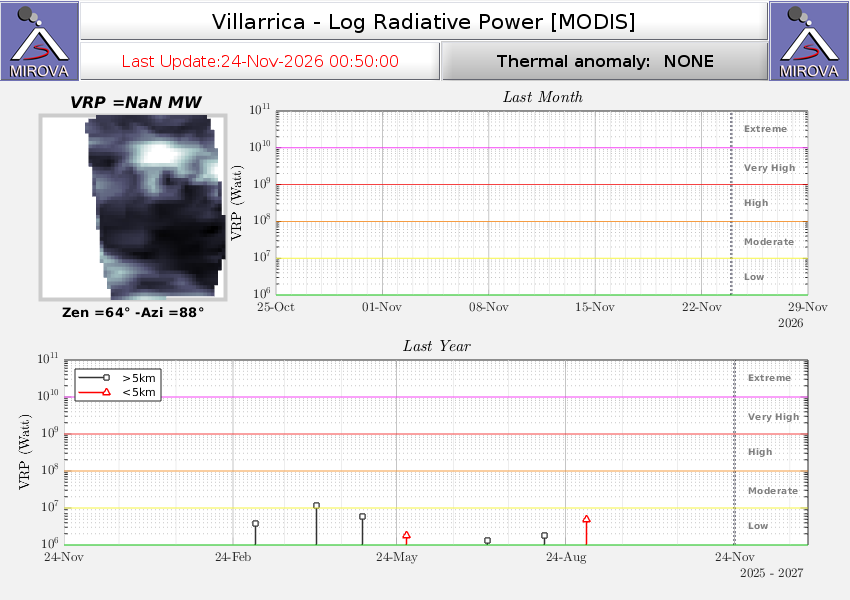 Villarrica - Log Radiative Power [MODIS]
MIROVA
Last Update:24-Nov-2026 00:50:00
Thermal anomaly: NONE
MIROVA
VRP =NaN MW
Zen =64° -Azi =88°
Last Month
VRP (Watt)
10^11
10^10
10^9
10^8
10^7
10^6
Extreme
Very High
High
Moderate
Low
25-Oct 01-Nov 08-Nov 15-Nov 22-Nov 29-Nov
2026
Last Year
VRP (Watt)
10^11
10^10
10^9
10^8
10^7
10^6
>5km
<5km
Extreme
Very High
High
Moderate
Low
24-Nov 24-Feb 24-May 24-Aug 24-Nov
2025 - 2027